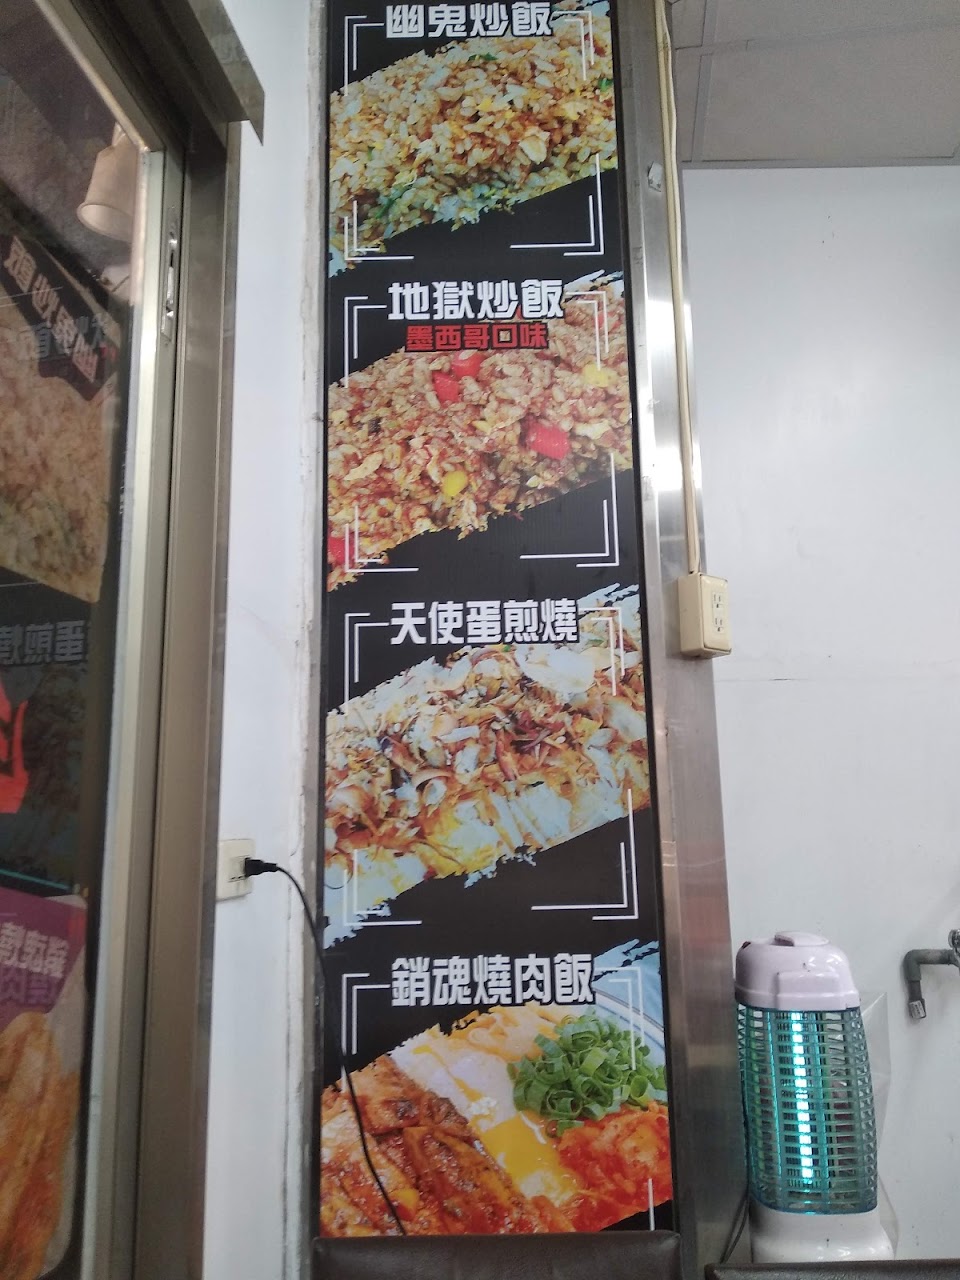 幽鬼炒飯
地獄炒飯
墨西哥口味
天使蛋煎燒
銷魂燒肉飯